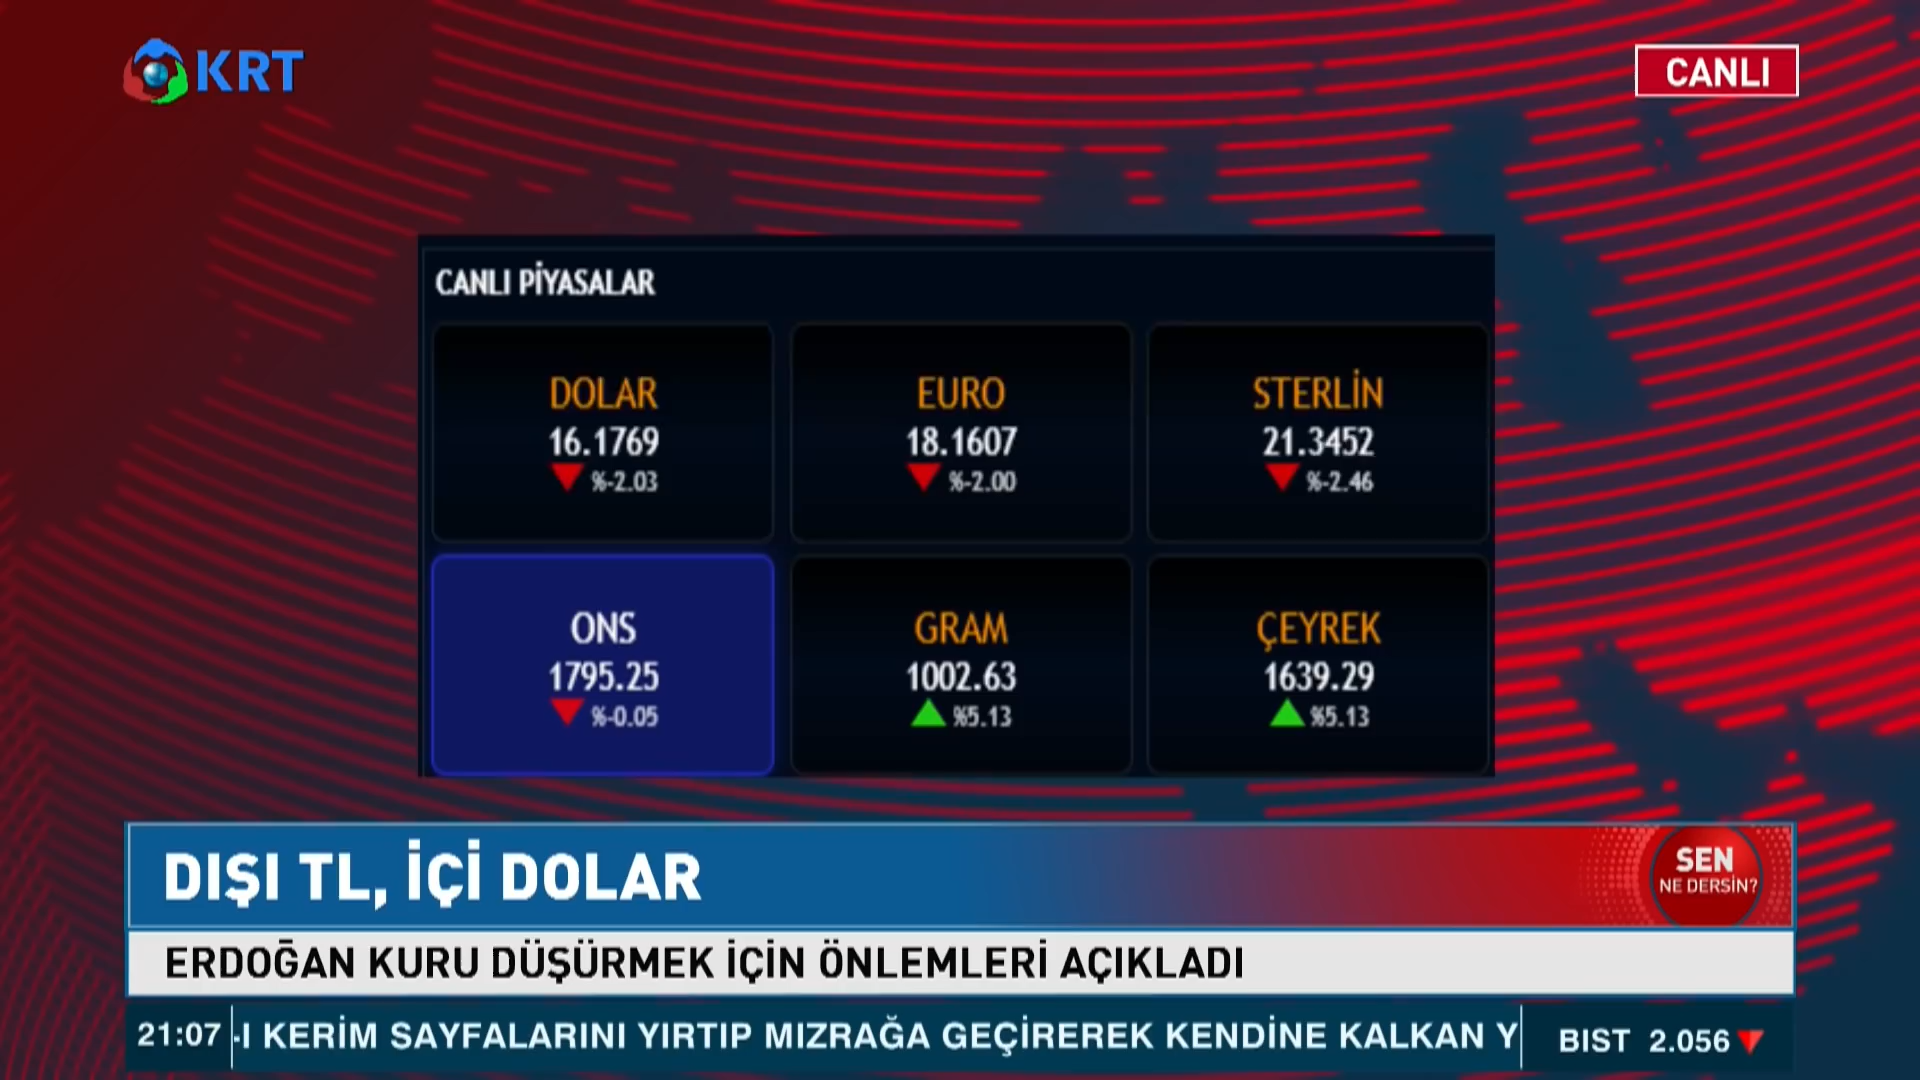 KRT
CANLI
CANLI PİYASALAR
DOLAR
16.1769
%-2.03
EURO
18.1607
%-2.00
STERLİN
21.3452
%-2.46
ONS
1795.25
%-0.05
GRAM
1002.63
%5.13
ÇEYREK
1639.29
%5.13
DIŞI TL, İÇİ DOLAR
SEN
NE DERSİN?
ERDOĞAN KURU DÜŞÜRMEK İÇİN ÖNLEMLERİ AÇIKLADI
21:07
-I KERİM SAYFALARINI YIRTIP MIZRAĞA GEÇİREREK KENDİNE KALKAN Y
BIST 2.056